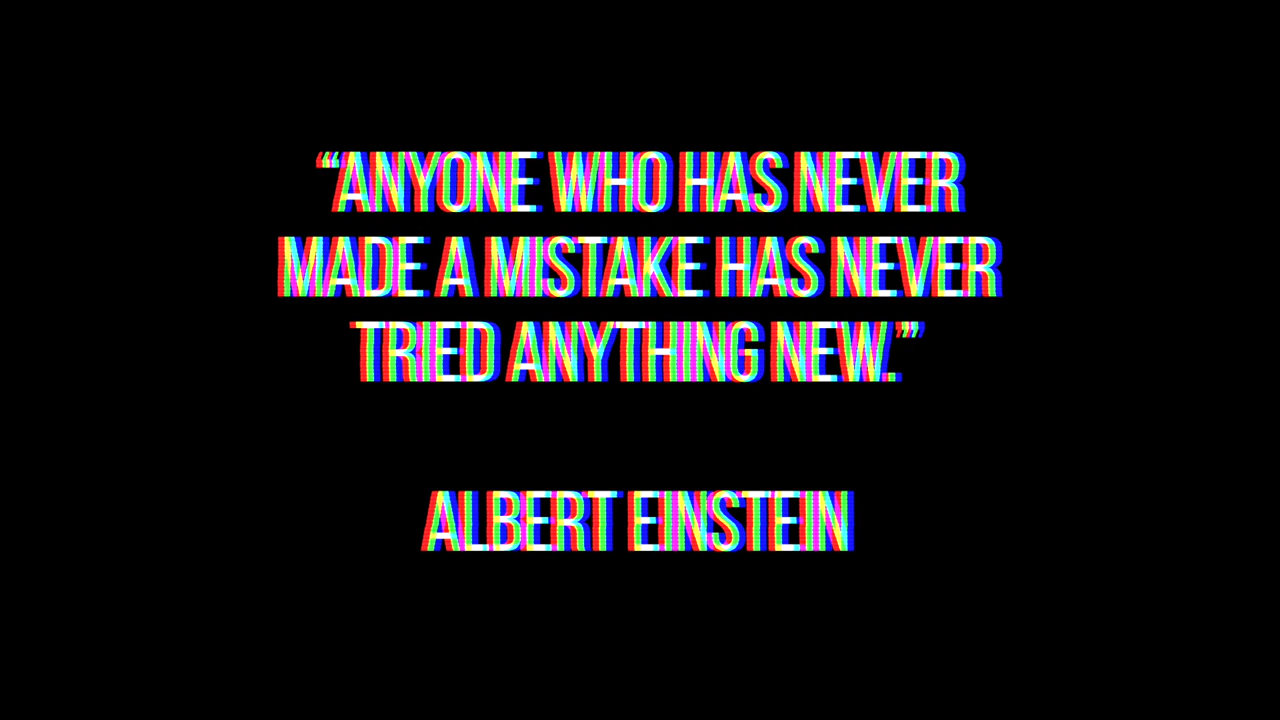 “ANYONE WHO HAS NEVER
MADE A MISTAKE HAS NEVER
TRIED ANYTHING NEW.”
ALBERT EINSTEIN